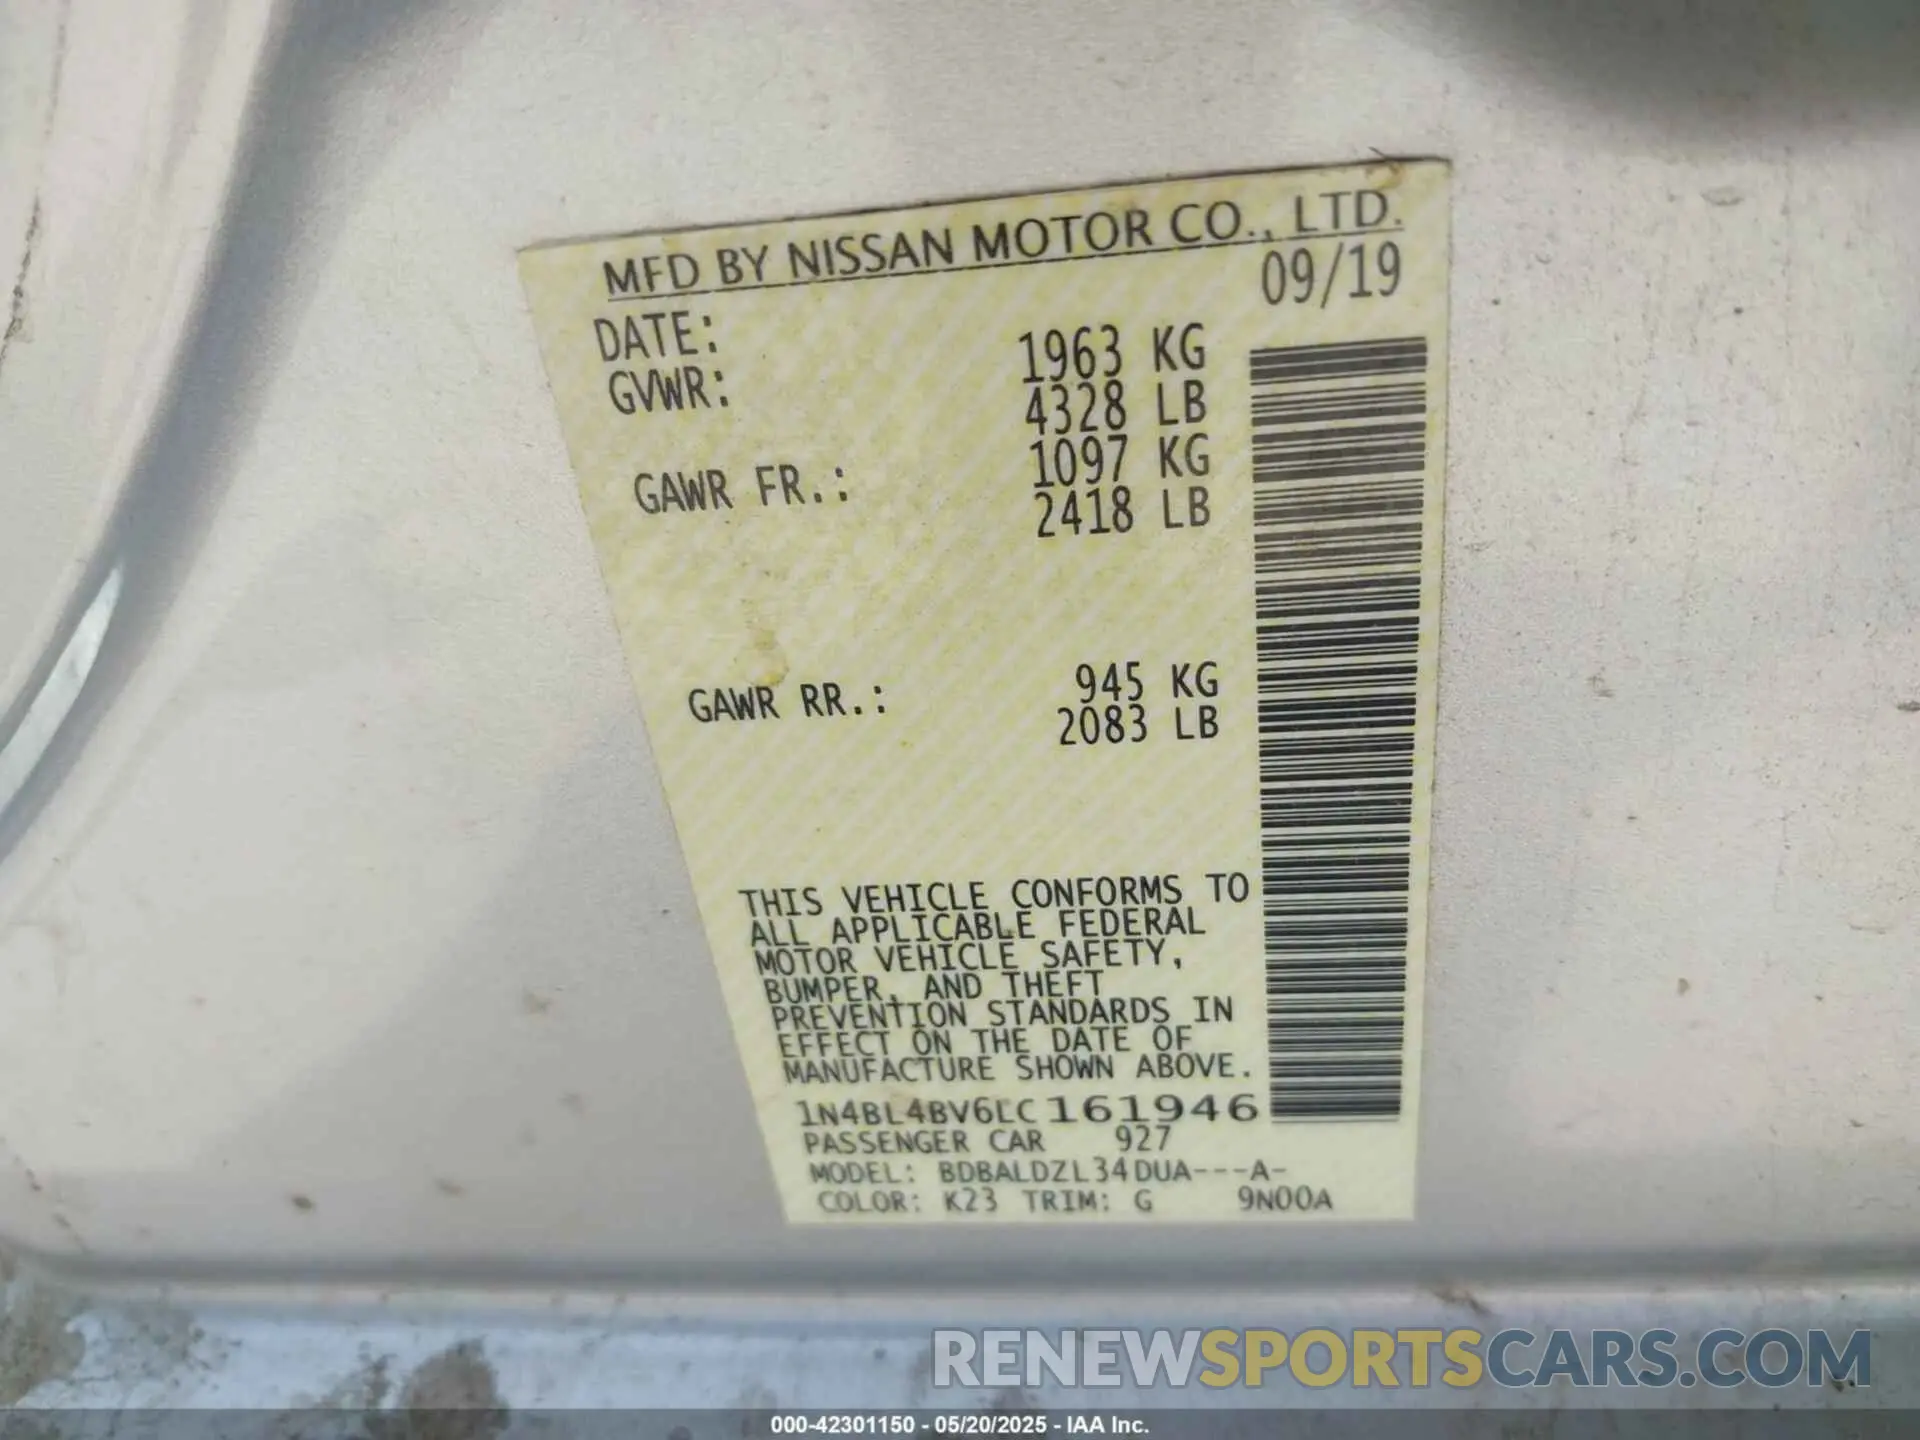 MFD BY NISSAN MOTOR CO., LTD.
DATE: 09/19
GVWR: 1963 KG
4328 LB
GAWR FR.: 1097 KG
2418 LB
GAWR RR.: 945 KG
2083 LB
THIS VEHICLE CONFORMS TO
ALL APPLICABLE FEDERAL
MOTOR VEHICLE SAFETY,
BUMPER, AND THEFT
PREVENTION STANDARDS IN
EFFECT ON THE DATE OF
MANUFACTURE SHOWN ABOVE.
1N4BL4BV6LC161946
PASSENGER CAR 927
MODEL: BDBALDZL34DUA---A-
COLOR: K23 TRIM: G 9N00A
RENEWSPORTSCARS.COM
000-42301150 - 05/20/2025 - IAA Inc.